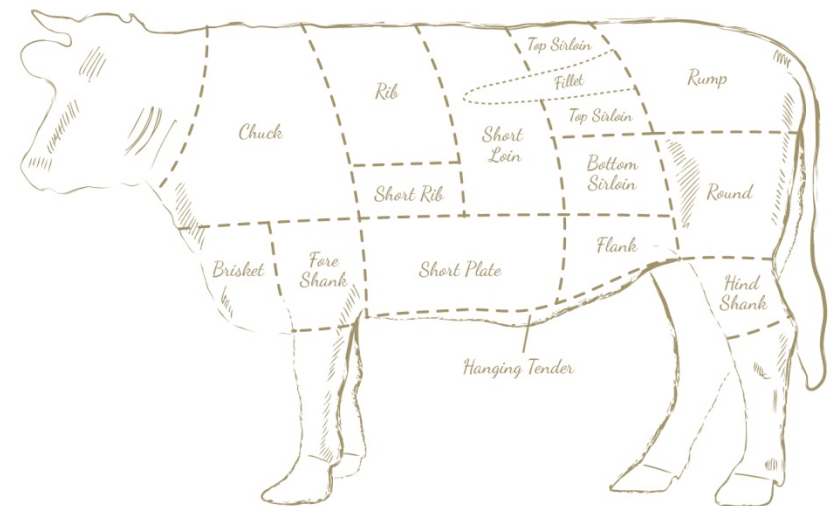 Top Sirloin
Fillet
Rump
Rib
Chuck
Top Sirloin
Short
Loin
Bottom
Sirloin
Short Rib
Round
Brisket
Fore
Shank
Short Plate
Flank
Hind
Shank
Hanging Tender